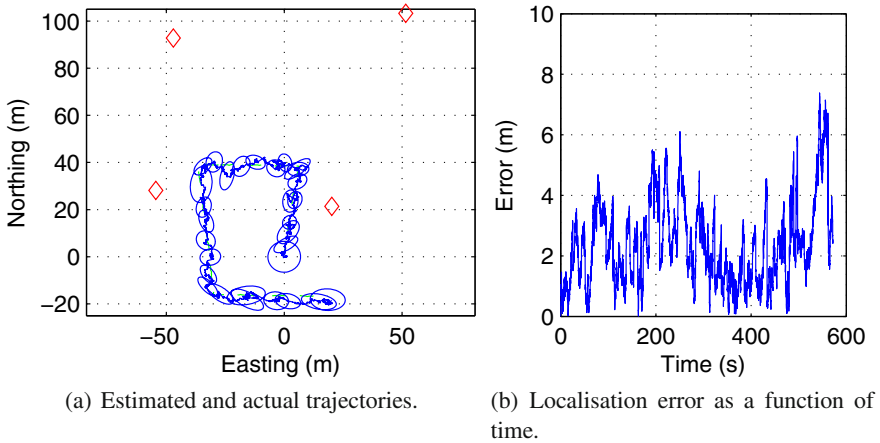 100
80
60
40
20
0
−20
Northing (m)
−50
0
50
Easting (m)
(a) Estimated and actual trajectories.
10
8
6
4
2
0
Error (m)
0
200
400
600
Time (s)
(b) Localisation error as a function of
time.